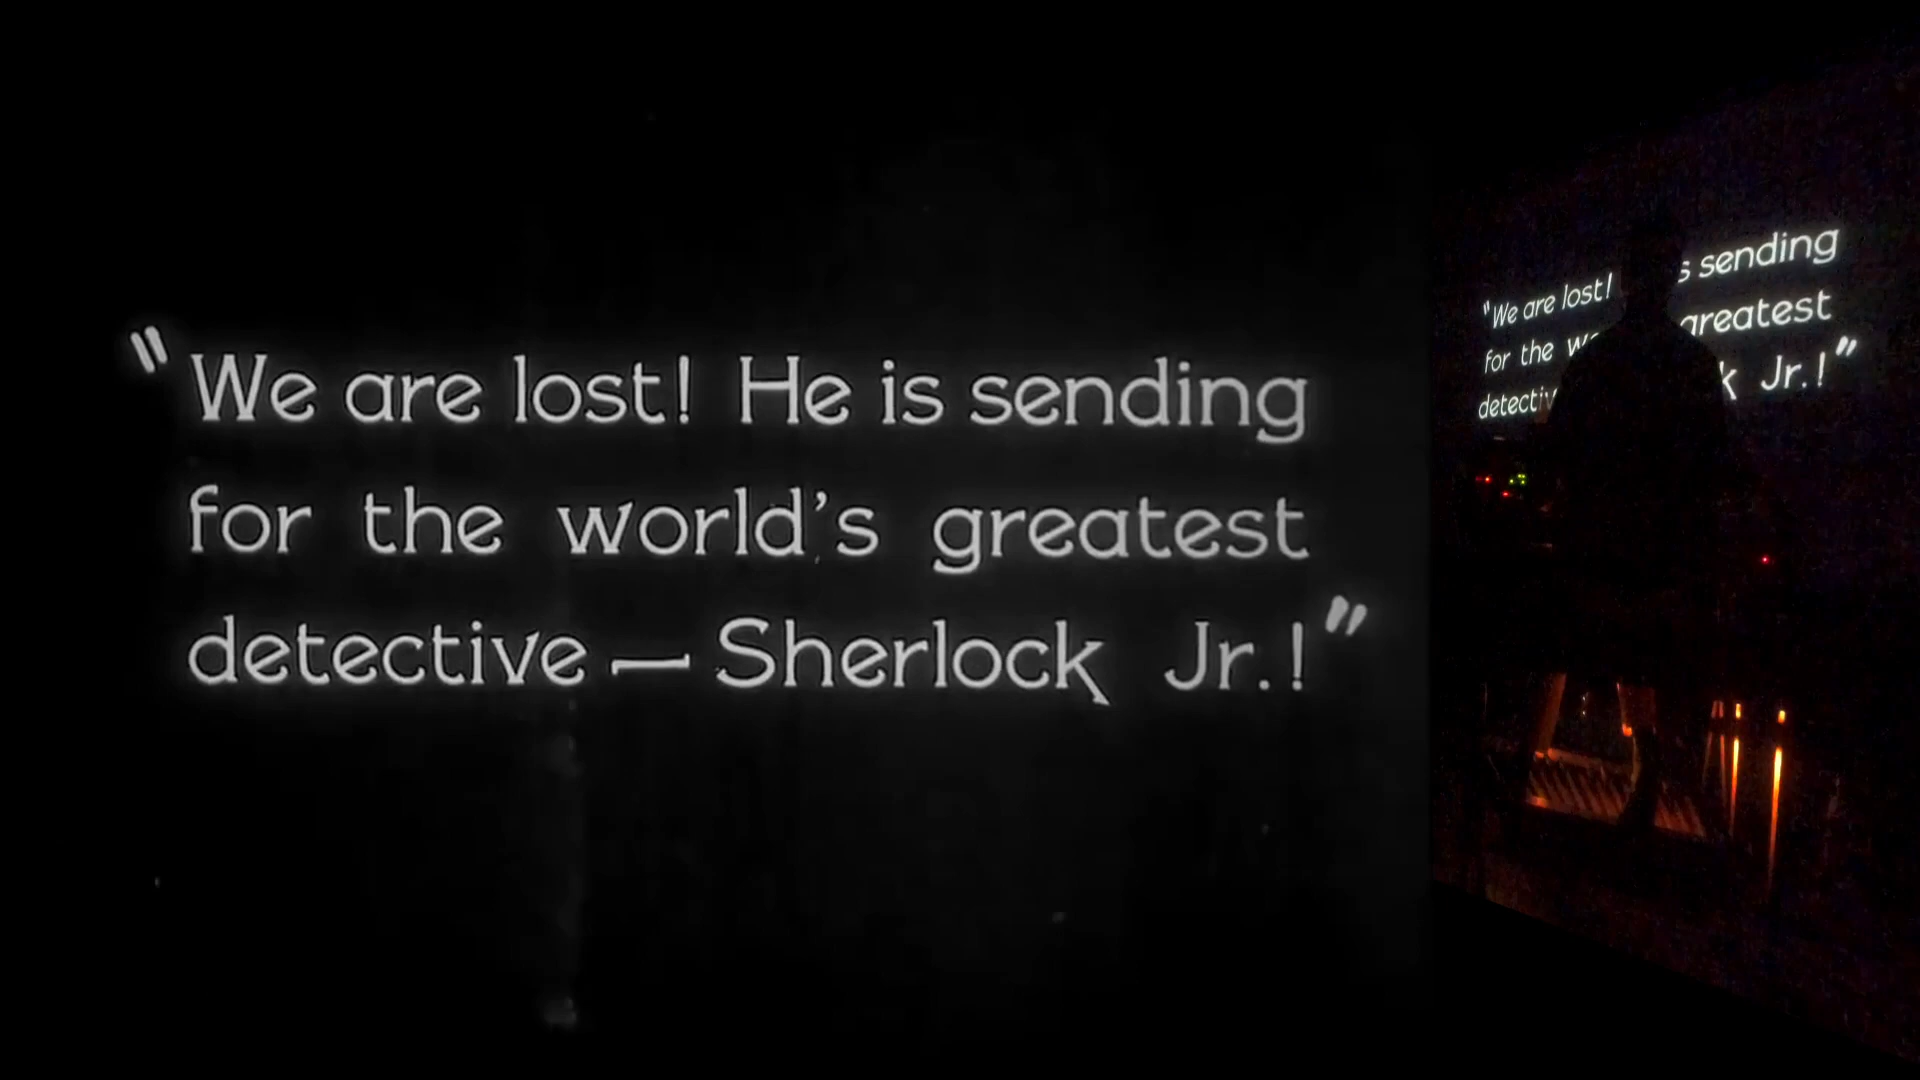 "We are lost! He is sending
for the world's greatest
detective — Sherlock Jr.!"
"We are lost! s sending
for the greatest
detectiv k Jr.!"